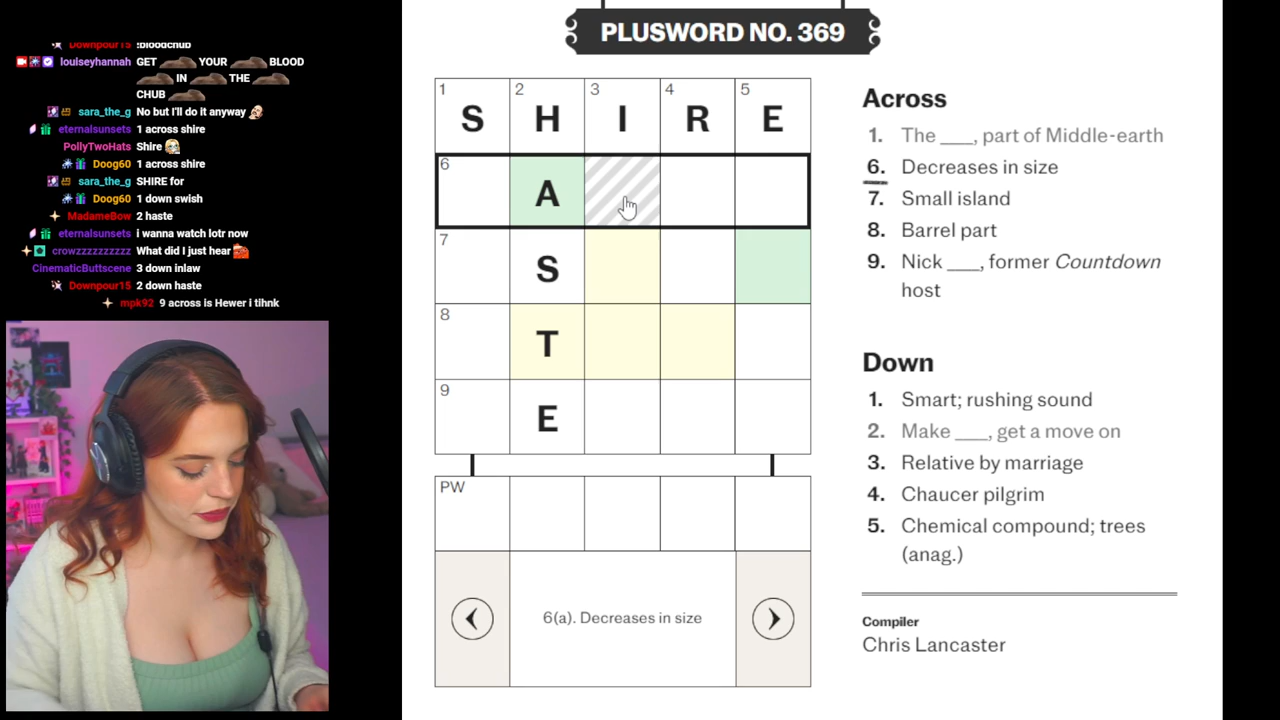 Downpour15 !bloodchub
louiseyhannah GET YOUR BLOOD
IN THE
CHUB
sara_the_g No but I'll do it anyway
eternalsunsets 1 across shire
PollyTwoHats Shire
Doog60 1 across shire
sara_the_g SHIRE for
Doog60 1 down swish
MadameBow 2 haste
eternalsunsets i wanna watch lotr now
crowzzzzzzzzz What did I just hear
CinematicButtscene 3 down inlaw
Downpour15 2 down haste
mpk92 9 across is Hewer i tihnk
PLUSWORD NO. 369
1 S 2 H 3 I 4 R 5 E
6 A
7 S
8 T
9 E
PW
6(a). Decreases in size
Across
1. The ___, part of Middle-earth
6. Decreases in size
7. Small island
8. Barrel part
9. Nick ___, former Countdown
host
Down
1. Smart; rushing sound
2. Make ___, get a move on
3. Relative by marriage
4. Chaucer pilgrim
5. Chemical compound; trees
(anag.)
Compiler
Chris Lancaster